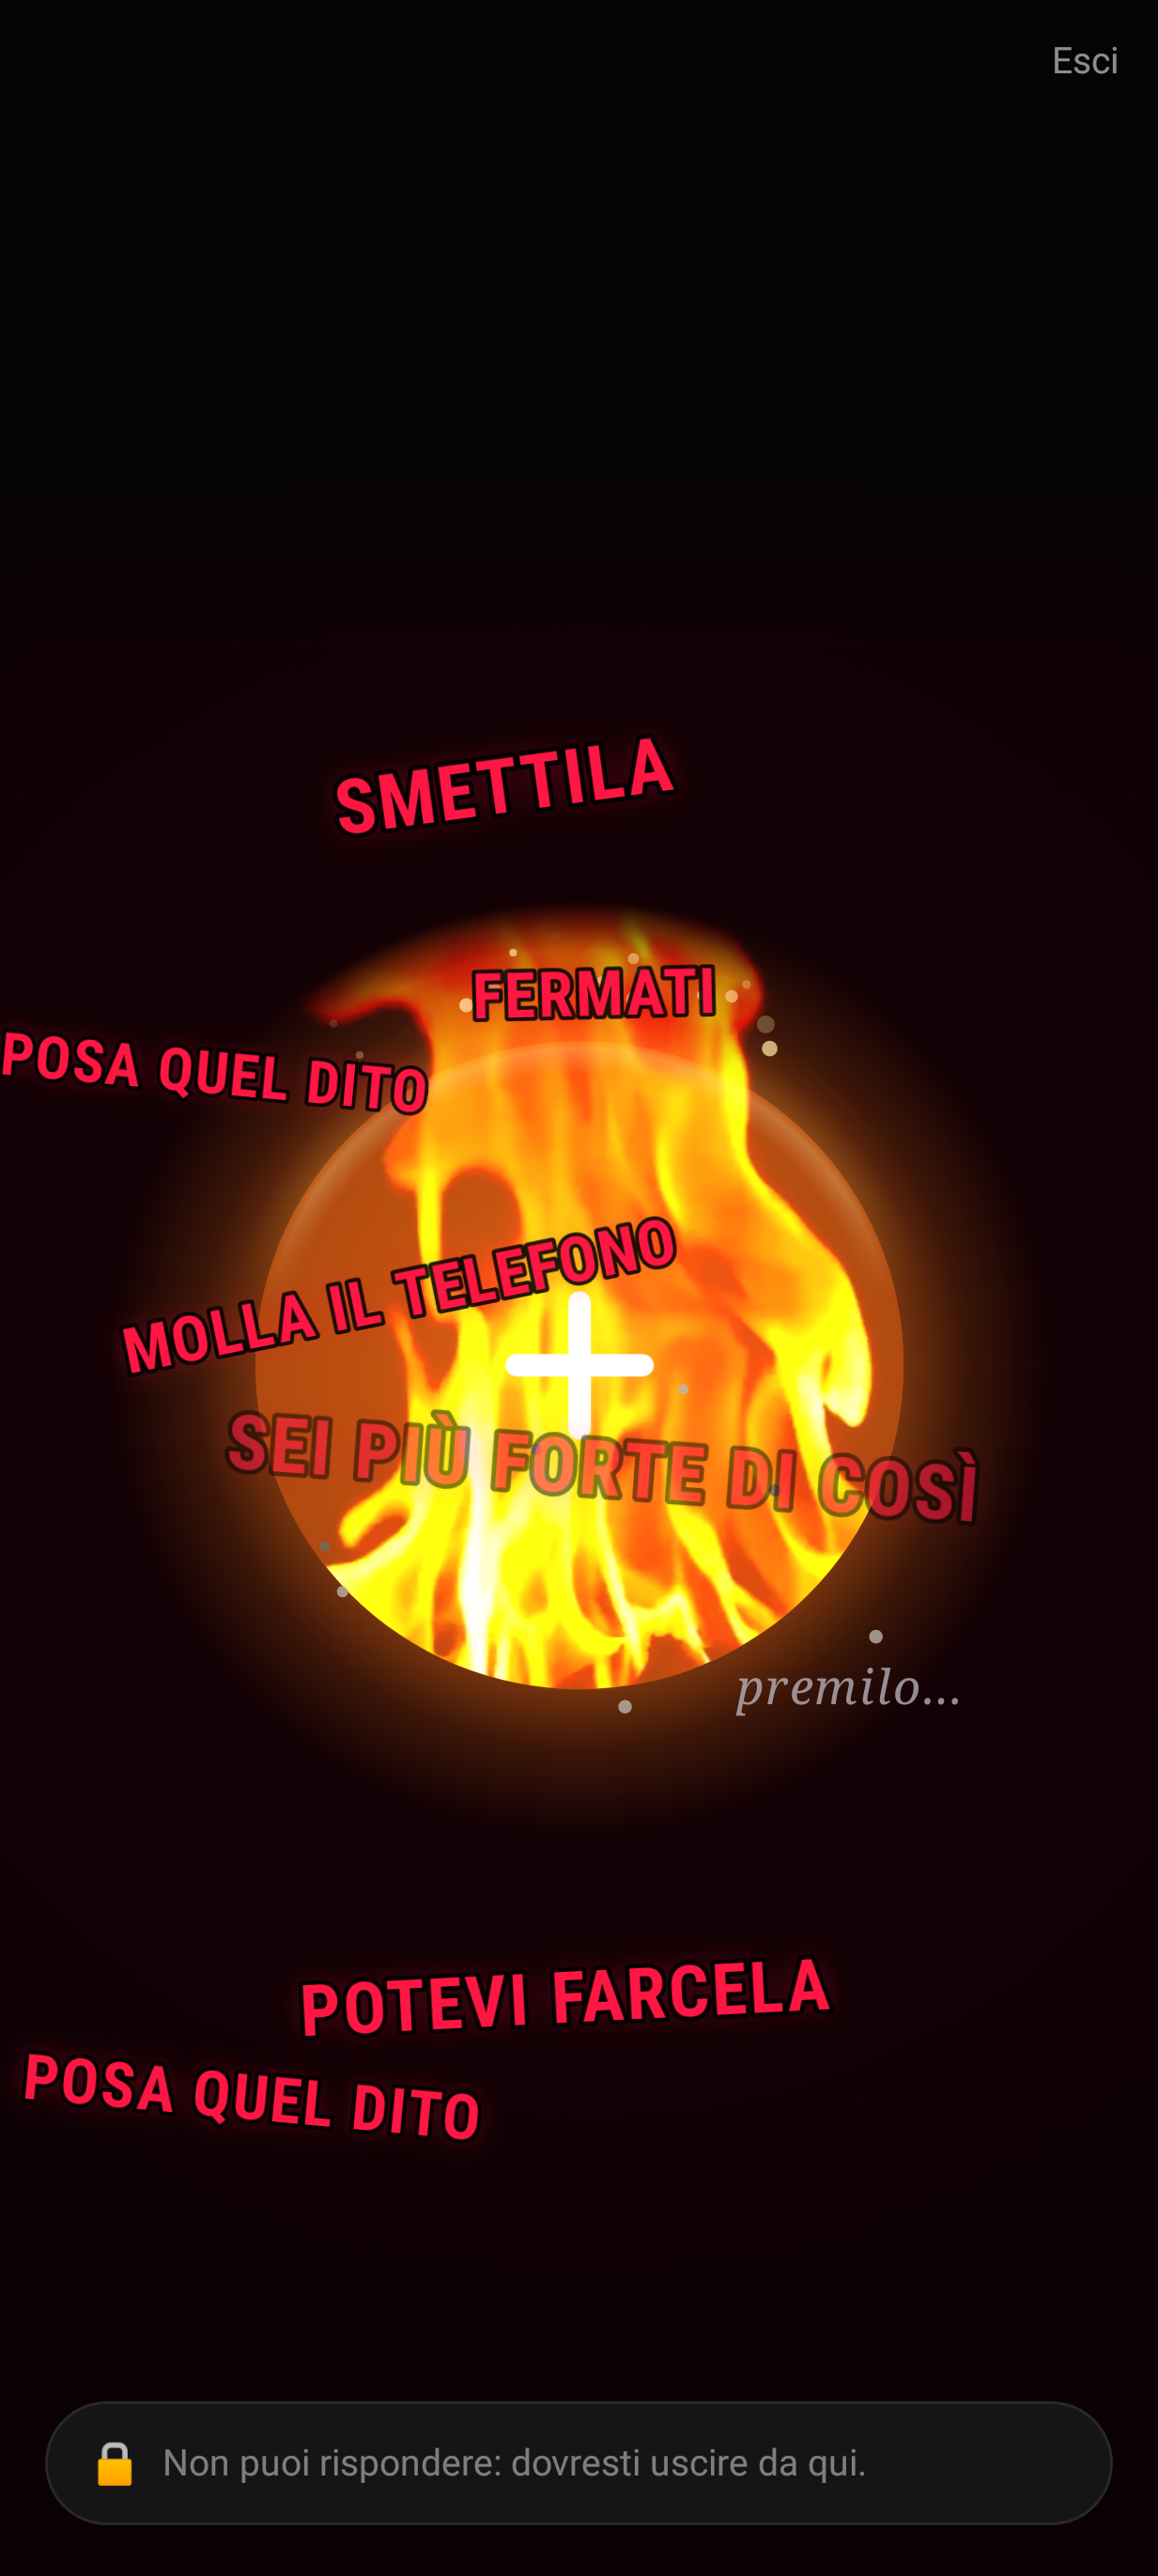 Esci
SMETTILA
FERMATI
POSA QUEL DITO
MOLLA IL TELEFONO
SEI PIÙ FORTE DI COSÌ
premilo...
POTEVI FARCELA
POSA QUEL DITO
Non puoi rispondere: dovresti uscire da qui.